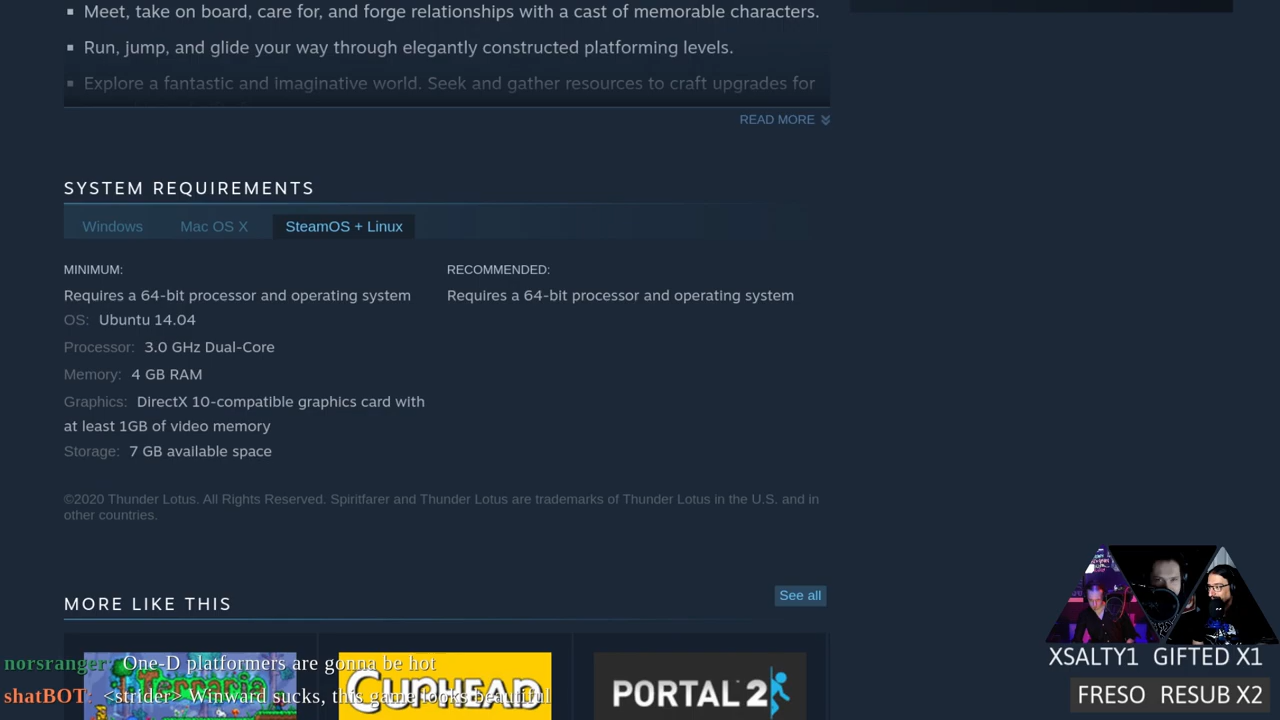 Meet, take on board, care for, and forge relationships with a cast of memorable characters.
Run, jump, and glide your way through elegantly constructed platforming levels.
Explore a fantastic and imaginative world. Seek and gather resources to craft upgrades for
READ MORE
SYSTEM REQUIREMENTS
Windows Mac OS X SteamOS + Linux
MINIMUM:
Requires a 64-bit processor and operating system
OS: Ubuntu 14.04
Processor: 3.0 GHz Dual-Core
Memory: 4 GB RAM
Graphics: DirectX 10-compatible graphics card with
at least 1GB of video memory
Storage: 7 GB available space
RECOMMENDED:
Requires a 64-bit processor and operating system
©2020 Thunder Lotus. All Rights Reserved. Spiritfarer and Thunder Lotus are trademarks of Thunder Lotus in the U.S. and in
other countries.
MORE LIKE THIS
See all
Terraria
CUPHEAD
PORTAL 2
norsranger: One-D platformers are gonna be hot
shatBOT: <strider> Winward sucks, this game looks beautiful
XSALTY1 GIFTED X1
FRESO RESUB X2